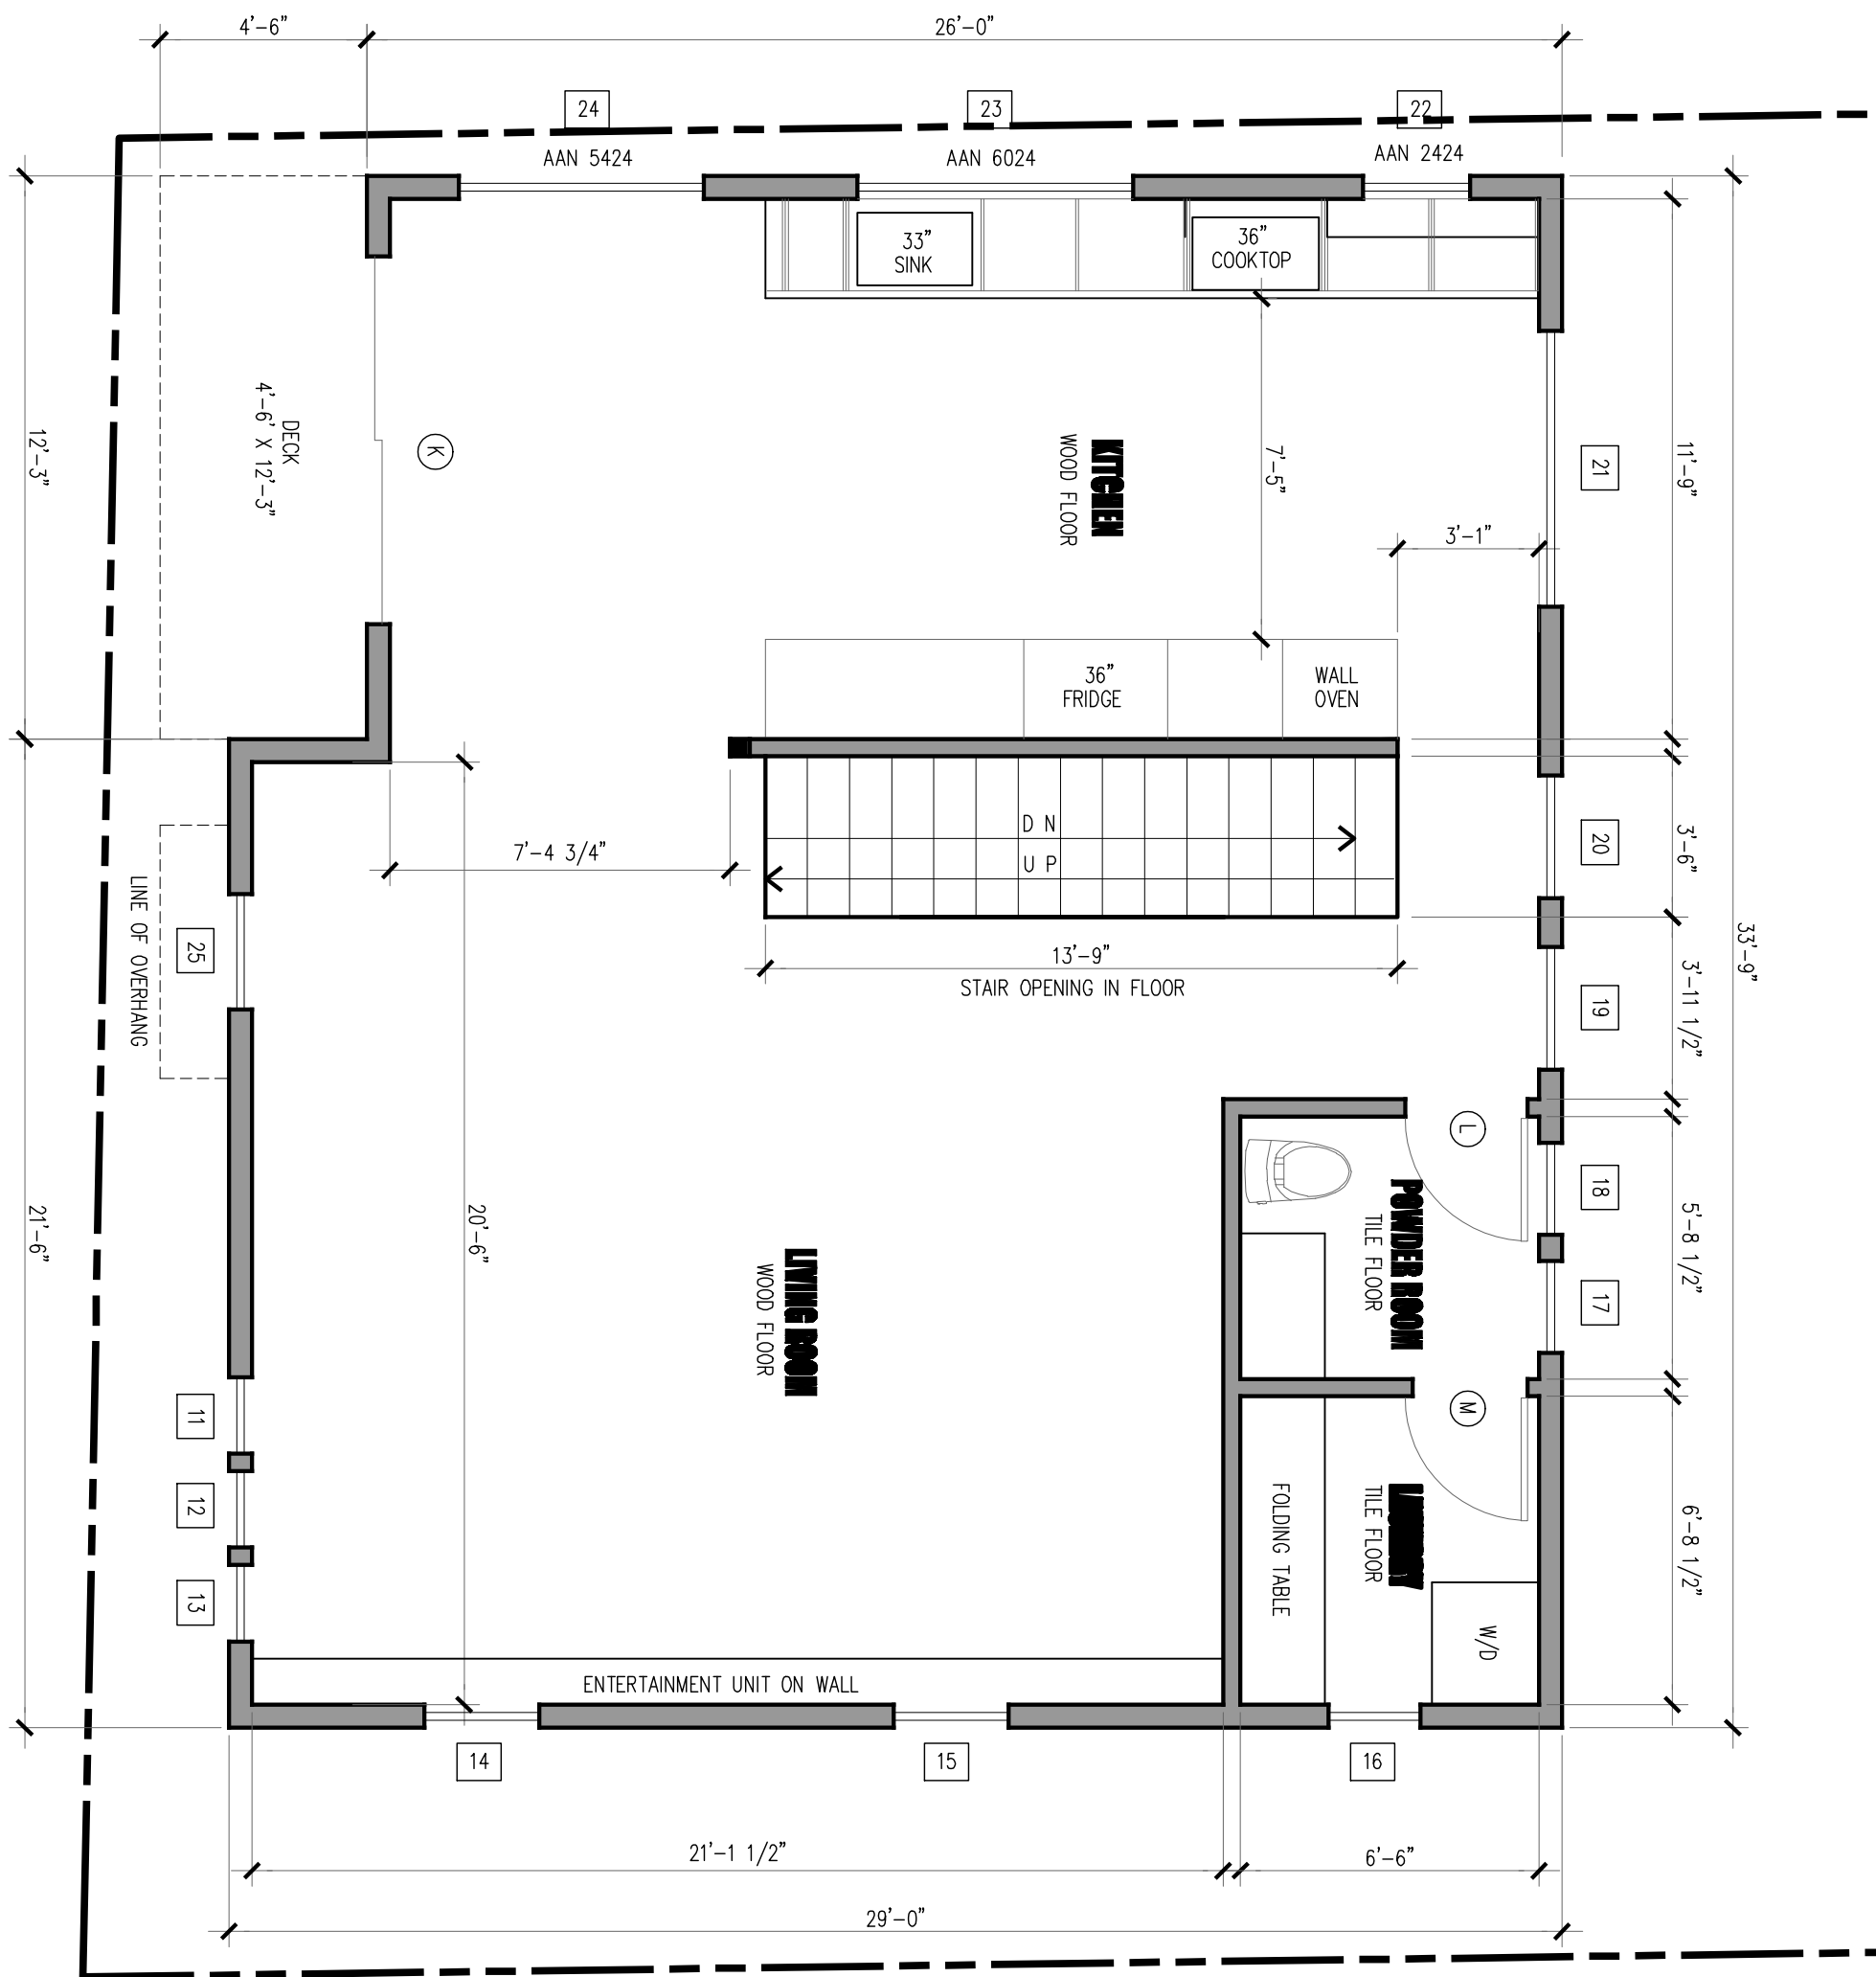 4'-6"
26'-0"
24
23
22
AAN 5424
AAN 6024
AAN 2424
33"
SINK
36"
COOKTOP
12'-3"
DECK
4'-6' X 12'-3"
K
KITCHEN
WOOD FLOOR
7'-5"
3'-1"
21
11'-9"
36"
FRIDGE
WALL
OVEN
D N
U P
7'-4 3/4"
20
3'-6"
33'-9"
25
LINE OF OVERHANG
13'-9"
STAIR OPENING IN FLOOR
19
3'-11 1/2"
L
21'-6"
20'-6"
LIVING ROOM
WOOD FLOOR
POWDER ROOM
TILE FLOOR
18
5'-8 1/2"
17
11
12
13
M
LAUNDRY
TILE FLOOR
FOLDING TABLE
W/D
6'-8 1/2"
ENTERTAINMENT UNIT ON WALL
14
15
16
21'-1 1/2"
6'-6"
29'-0"